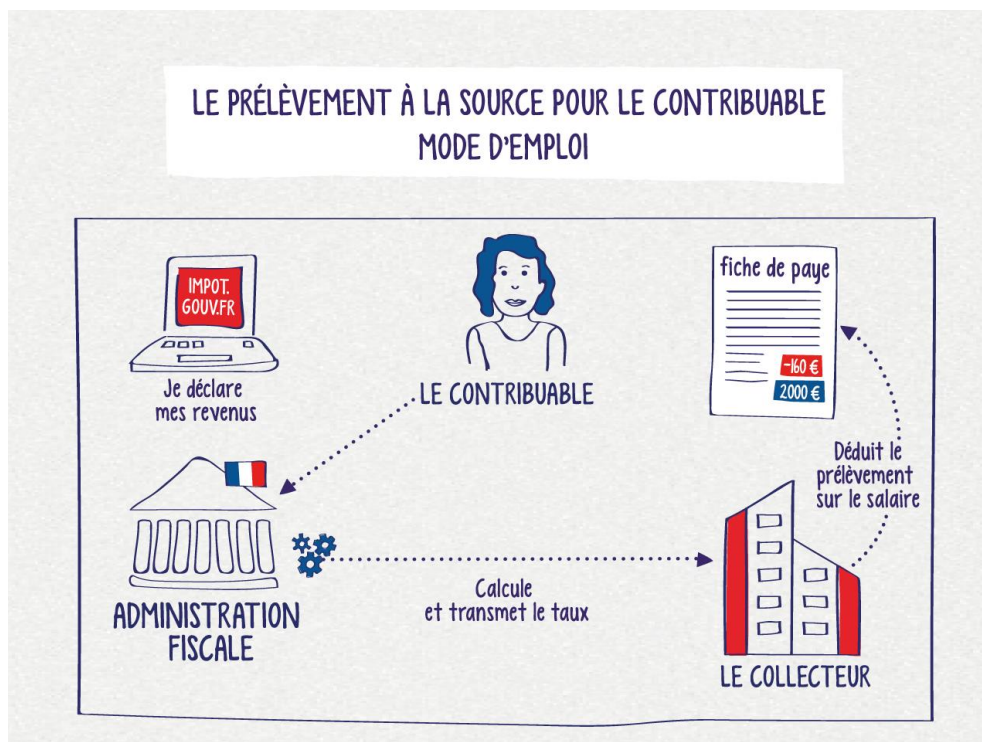 LE PRÉLÈVEMENT À LA SOURCE POUR LE CONTRIBUABLE
MODE D'EMPLOI
IMPOT.
GOUV.FR
Je déclare
mes revenus
LE CONTRIBUABLE
fiche de paye
-160 €
2000 €
Déduit le
prélèvement
sur le salaire
ADMINISTRATION
FISCALE
Calcule
et transmet le taux
LE COLLECTEUR